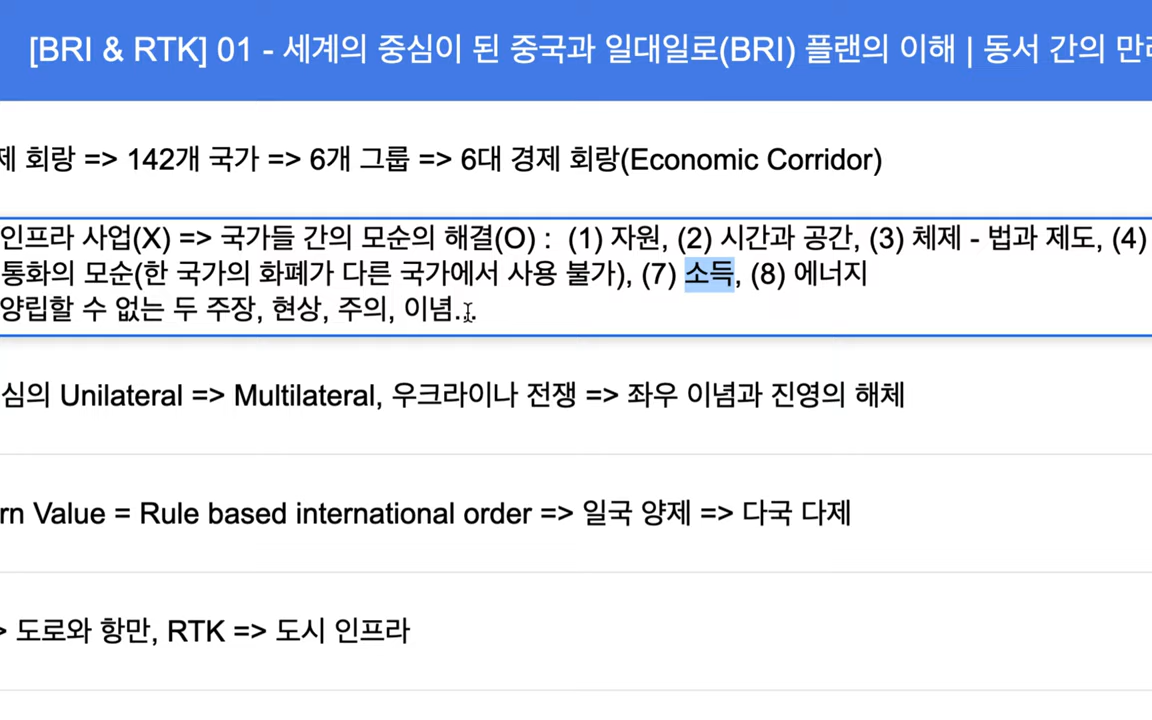 [BRI & RTK] 01 - 세계의 중심이 된 중국과 일대일로(BRI) 플랜의 이해 | 동서 간의
회랑 => 142개 국가 => 6개 그룹 => 6대 경제 회랑(Economic Corridor)
인프라 사업(X) => 국가들 간의 모순의 해결(O) : (1) 자원, (2) 시간과 공간, (3) 체제 - 법과 제도, (4)
통화의 모순(한 국가의 화폐가 다른 국가에서 사용 불가), (7) 소득, (8) 에너지
양립할 수 없는 두 주장, 현상, 주의, 이념...
심의 Unilateral => Multilateral, 우크라이나 전쟁 => 좌우 이념과 진영의 해체
rn Value = Rule based international order => 일국 양제 => 다국 다제
> 도로와 항만, RTK => 도시 인프라